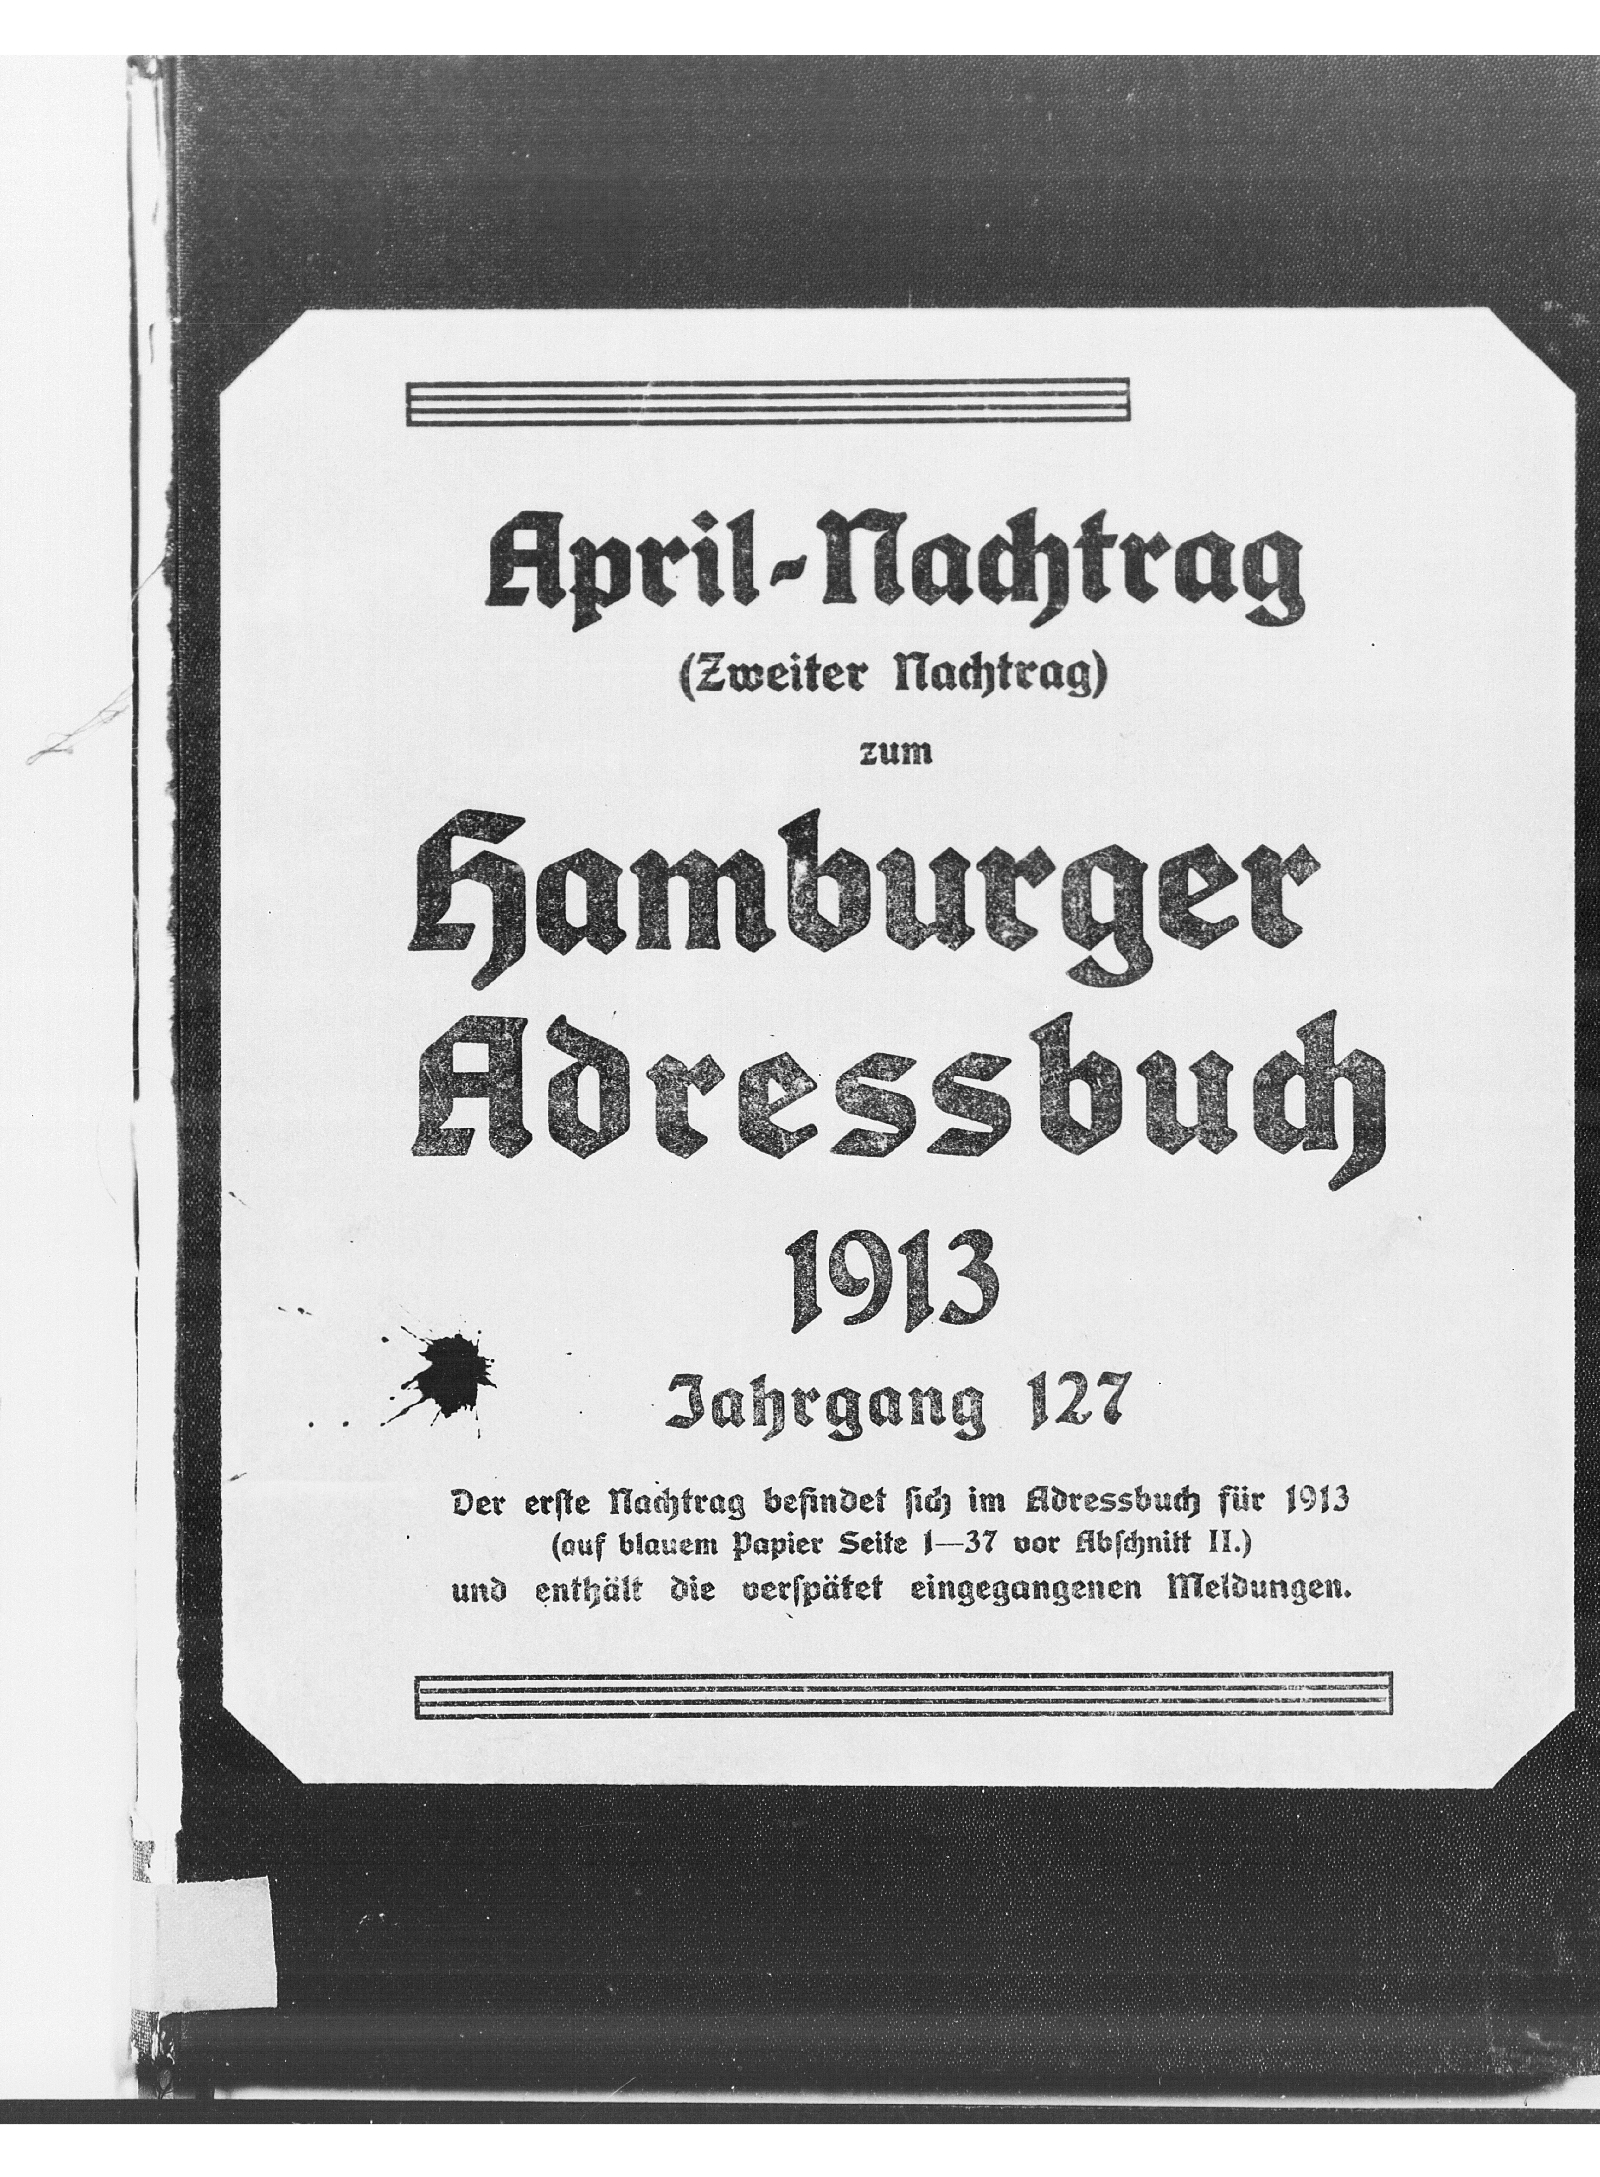 April-Nachtrag
(Zweiter Nachtrag)
zum
Hamburger
Adressbuch
1913
Jahrgang 127
Der erste Nachtrag befindet sich im Adressbuch für 1913
(auf blauem Papier Seite 1—37 vor Abschnitt II.)
und enthält die verspätet eingegangenen Meldungen.